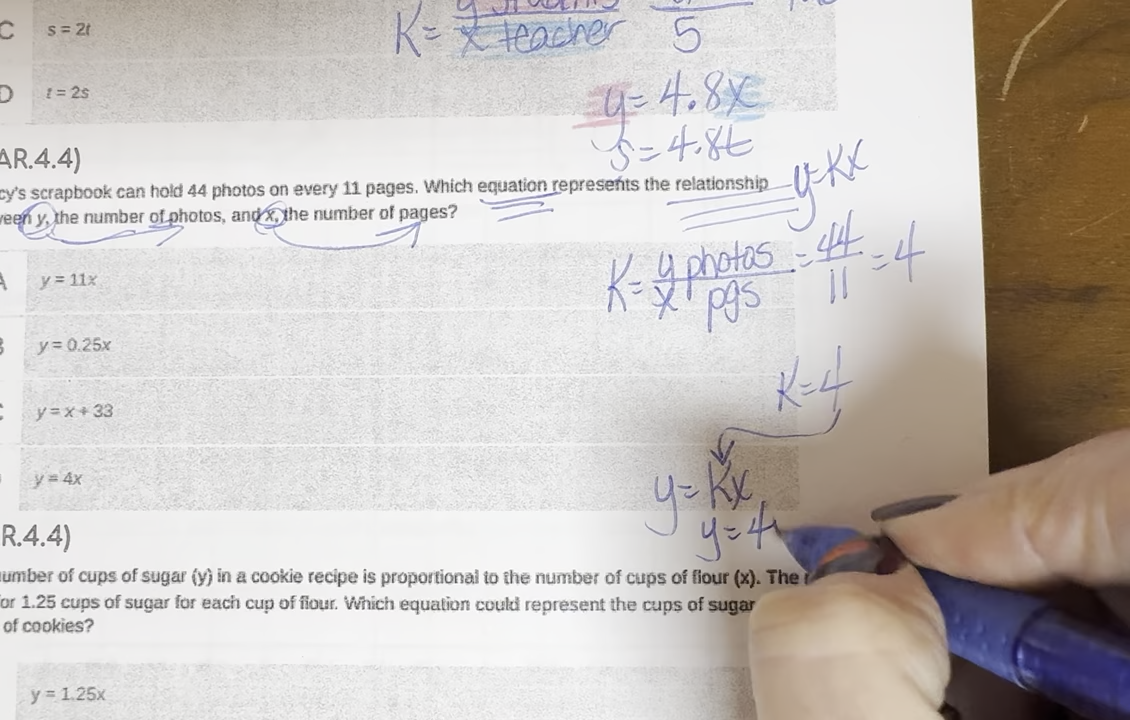 C s = 2t
K = y students / x teacher
5
D t = 2s
y = 4.8x
s = 4.8t
AR.4.4)
cy's scrapbook can hold 44 photos on every 11 pages. Which equation represents the relationship
y=Kx
een y, the number of photos, and x, the number of pages?
A y = 11x
K = y photos / x pgs = 44 / 11 = 4
y = 0.25x
K=4
y = x + 33
y = 4x
y = Kx
y = 4
R.4.4)
umber of cups of sugar (y) in a cookie recipe is proportional to the number of cups of flour (x). The
or 1.25 cups of sugar for each cup of flour. Which equation could represent the cups of sugar
of cookies?
y = 1.25x